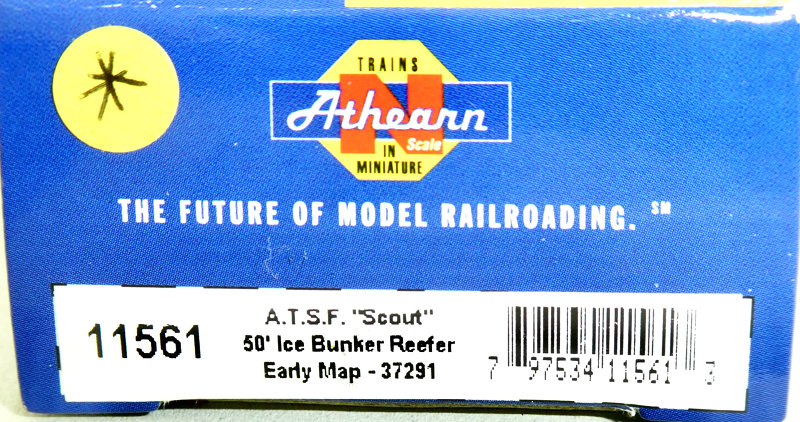 TRAINS
N
Athearn
Scale
IN
MINIATURE
THE FUTURE OF MODEL RAILROADING. SM
11561
A.T.S.F. "Scout"
50' Ice Bunker Reefer
Early Map - 37291
7 97534 11561 3